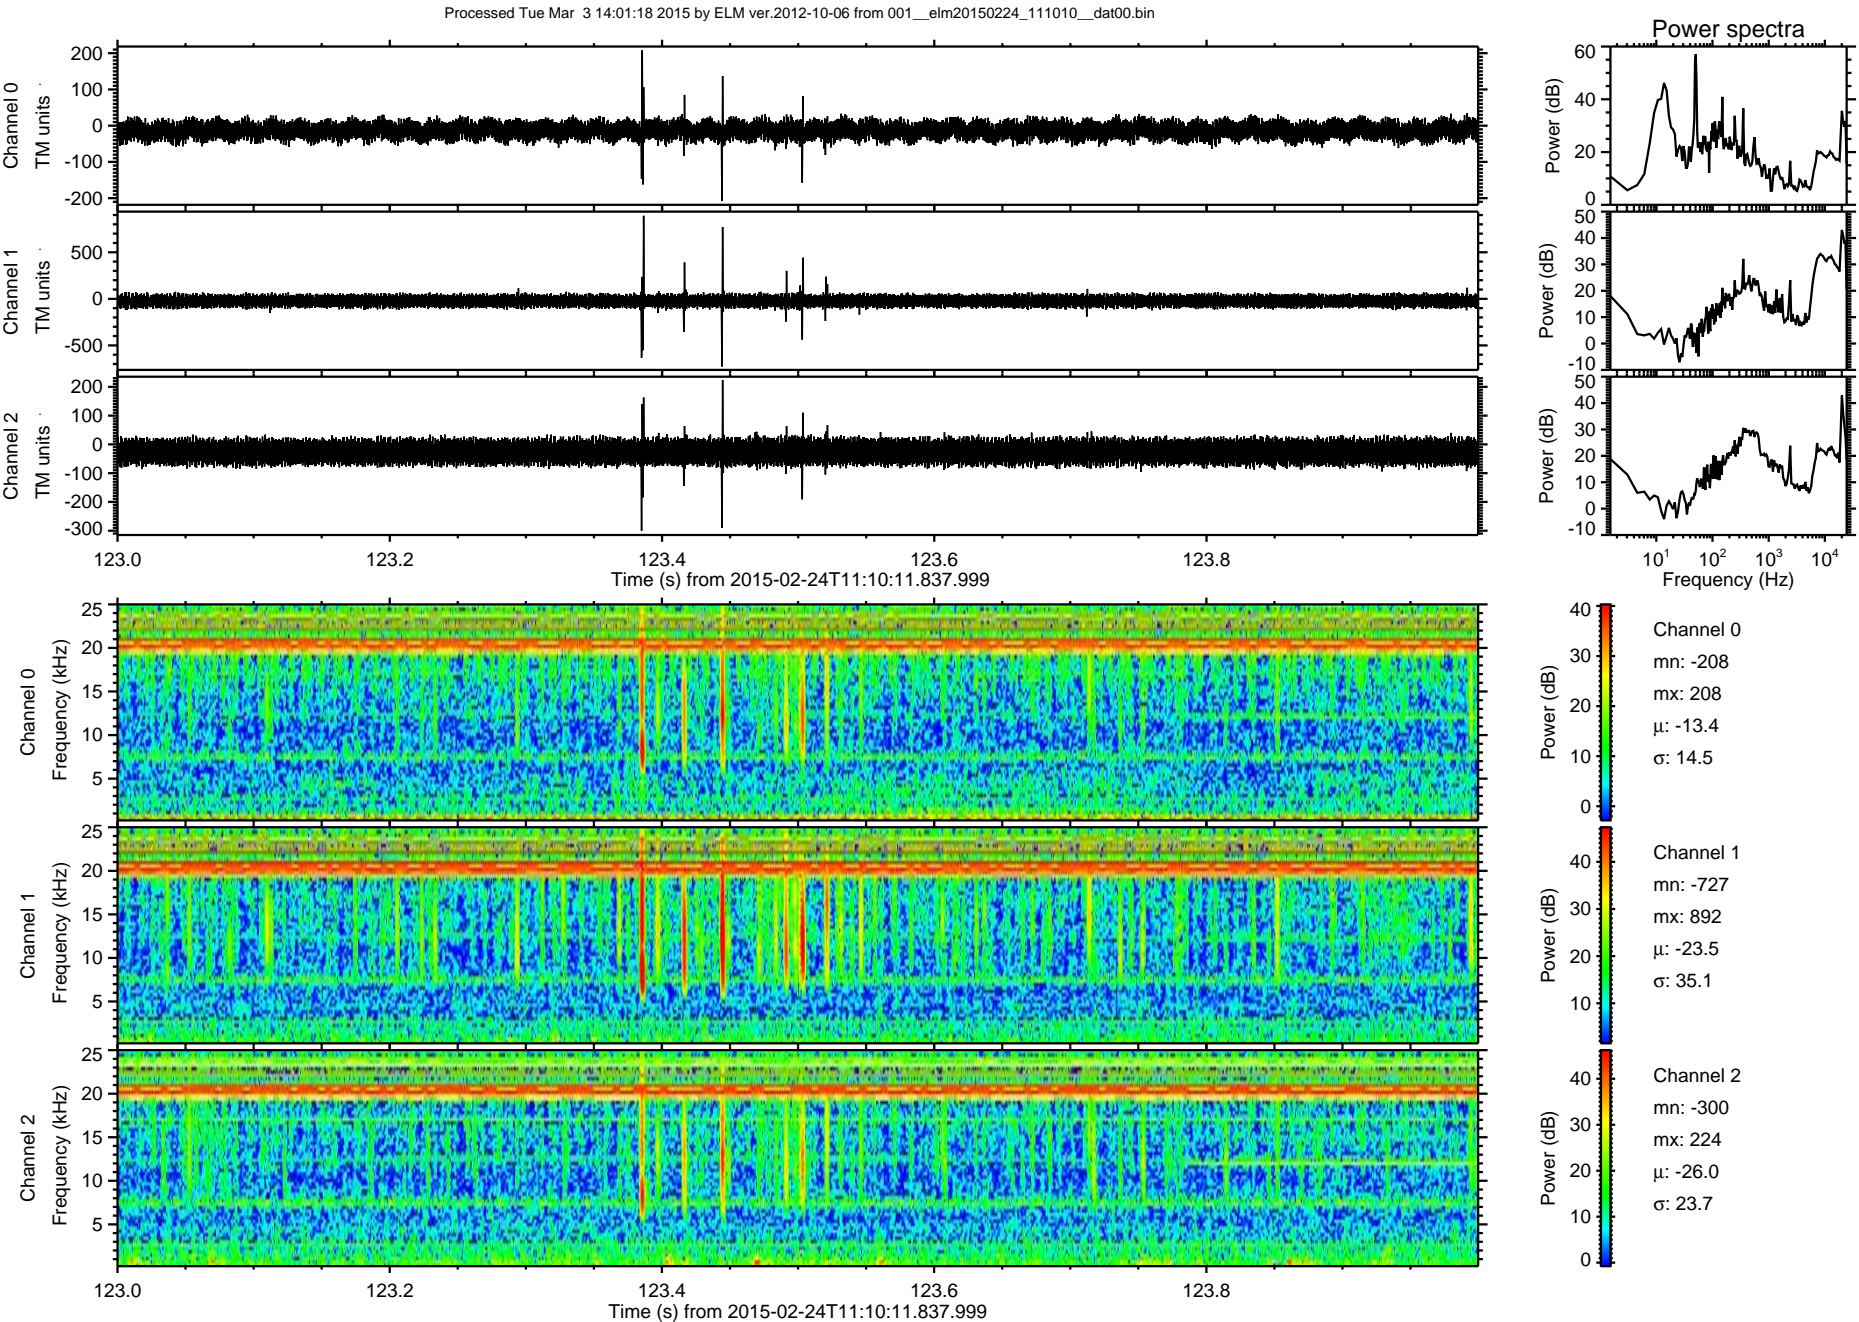 Processed Tue Mar  3 14:01:18 2015 by ELM ver.2012-10-06 from 001__elm20150224_111010__dat00.bin
Power spectra
Channel 0
TM units
200
100
0
-100
-200
Power (dB)
60
40
20
0
Channel 1
TM units
500
0
-500
Power (dB)
50
40
30
20
10
0
-10
Channel 2
TM units
200
100
0
-100
-200
-300
Power (dB)
50
40
30
20
10
0
-10
123.0 123.2 123.4 123.6 123.8
Time (s) from 2015-02-24T11:10:11.837.999
10¹ 10² 10³ 10⁴
Frequency (Hz)
Channel 0
Frequency (kHz)
25
20
15
10
5
Power (dB)
40
30
20
10
0
Channel 0
mn: -208
mx: 208
μ: -13.4
σ: 14.5
Channel 1
Frequency (kHz)
25
20
15
10
5
Power (dB)
40
30
20
10
Channel 1
mn: -727
mx: 892
μ: -23.5
σ: 35.1
Channel 2
Frequency (kHz)
25
20
15
10
5
Power (dB)
40
30
20
10
0
Channel 2
mn: -300
mx: 224
μ: -26.0
σ: 23.7
123.0 123.2 123.4 123.6 123.8
Time (s) from 2015-02-24T11:10:11.837.999